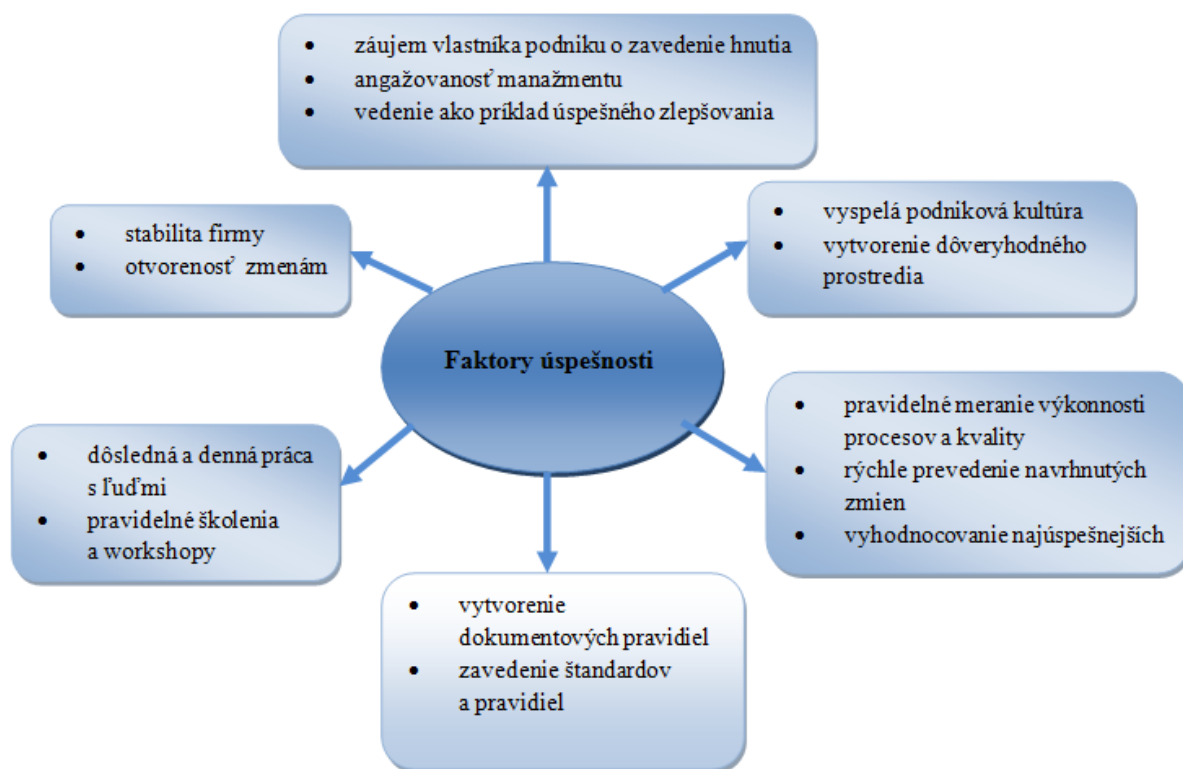 • záujem vlastníka podniku o zavedenie hnutia
• angažovanosť manažmentu
• vedenie ako príklad úspešného zlepšovania
• stabilita firmy
• otvorenosť zmenám
• vyspelá podniková kultúra
• vytvorenie dôveryhodného
prostredia
Faktory úspešnosti
• dôsledná a denná práca
s ľuďmi
• pravidelné školenia
a workshopy
• pravidelné meranie výkonnosti
procesov a kvality
• rýchle prevedenie navrhnutých
zmien
• vyhodnocovanie najúspešnejších
• vytvorenie
dokumentových pravidiel
• zavedenie štandardov
a pravidiel